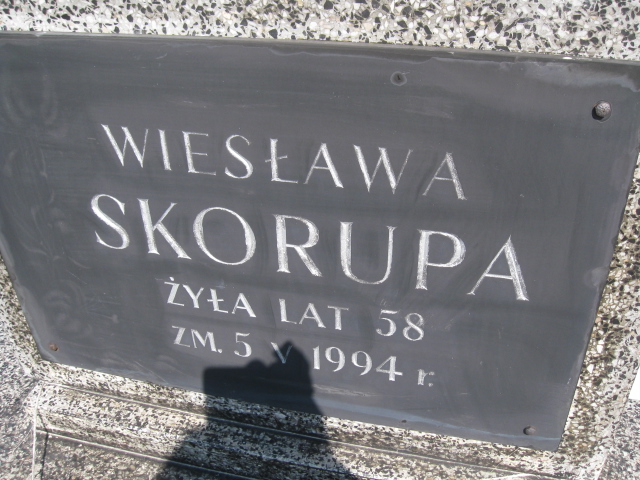 WIESŁAWA
SKORUPA
ŻYŁA LAT 58
ZM. 5 V 1994 r.